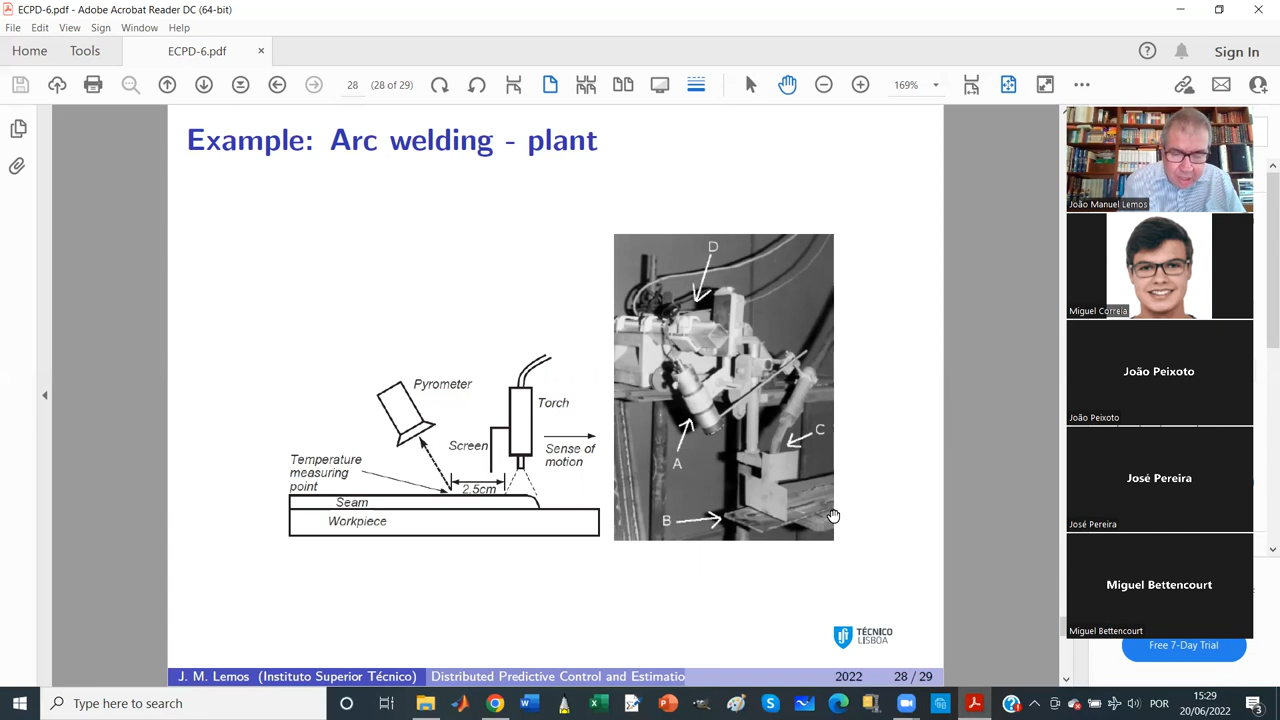 ECPD-6.pdf - Adobe Acrobat Reader DC (64-bit)
File Edit View Sign Window Help
Home Tools ECPD-6.pdf × Sign In
28 (28 of 29) 169%
Example: Arc welding - plant
Pyrometer
Torch
Screen
Sense of
motion
Temperature
measuring
point
2.5cm
Seam
Workpiece
D
A
C
B
TÉCNICO
LISBOA
J. M. Lemos (Instituto Superior Técnico) Distributed Predictive Control and Estimatio 2022 28 / 29
João Manuel Lemos
Miguel Correia
João Peixoto
João Peixoto
José Pereira
José Pereira
Miguel Bettencourt
Miguel Bettencourt
Free 7-Day Trial
Type here to search
POR
15:29
20/06/2022
3